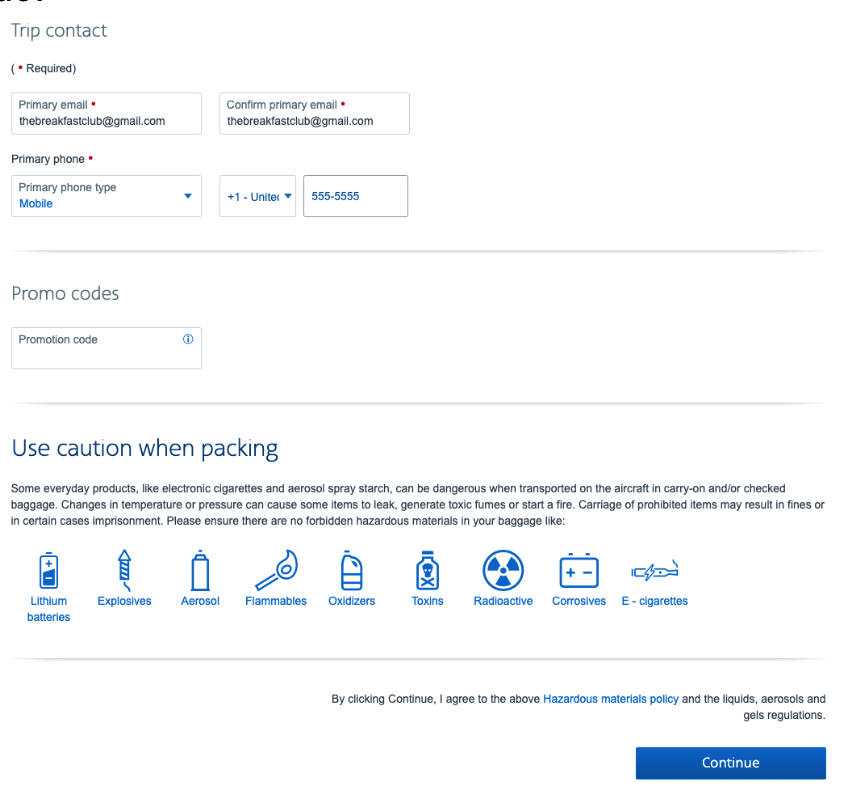 Trip contact
( • Required)
Primary email •
thebreakfastclub@gmail.com
Confirm primary email •
thebreakfastclub@gmail.com
Primary phone •
Primary phone type
Mobile
+1 - Unite
555-5555
Promo codes
Promotion code
Use caution when packing
Some everyday products, like electronic cigarettes and aerosol spray starch, can be dangerous when transported on the aircraft in carry-on and/or checked
baggage. Changes in temperature or pressure can cause some items to leak, generate toxic fumes or start a fire. Carriage of prohibited items may result in fines or
in certain cases imprisonment. Please ensure there are no forbidden hazardous materials in your baggage like:
Lithium
batteries
Explosives
Aerosol
Flammables
Oxidizers
Toxins
Radioactive
Corrosives
E - cigarettes
By clicking Continue, I agree to the above Hazardous materials policy and the liquids, aerosols and
gels regulations.
Continue